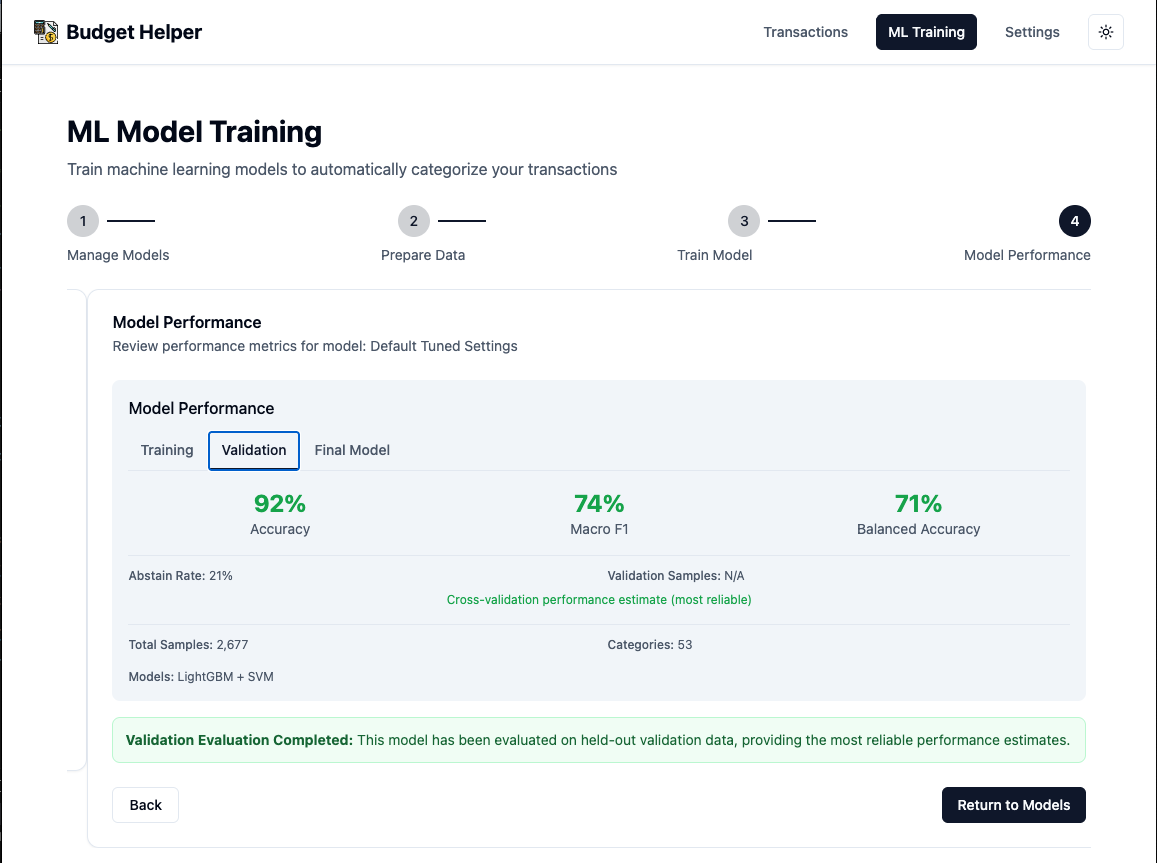 Budget Helper
Transactions
ML Training
Settings
ML Model Training
Train machine learning models to automatically categorize your transactions
1
2
3
4
Manage Models
Prepare Data
Train Model
Model Performance
Model Performance
Review performance metrics for model: Default Tuned Settings
Model Performance
Training
Validation
Final Model
92%
74%
71%
Accuracy
Macro F1
Balanced Accuracy
Abstain Rate: 21%
Validation Samples: N/A
Cross-validation performance estimate (most reliable)
Total Samples: 2,677
Categories: 53
Models: LightGBM + SVM
Validation Evaluation Completed: This model has been evaluated on held-out validation data, providing the most reliable performance estimates.
Back
Return to Models